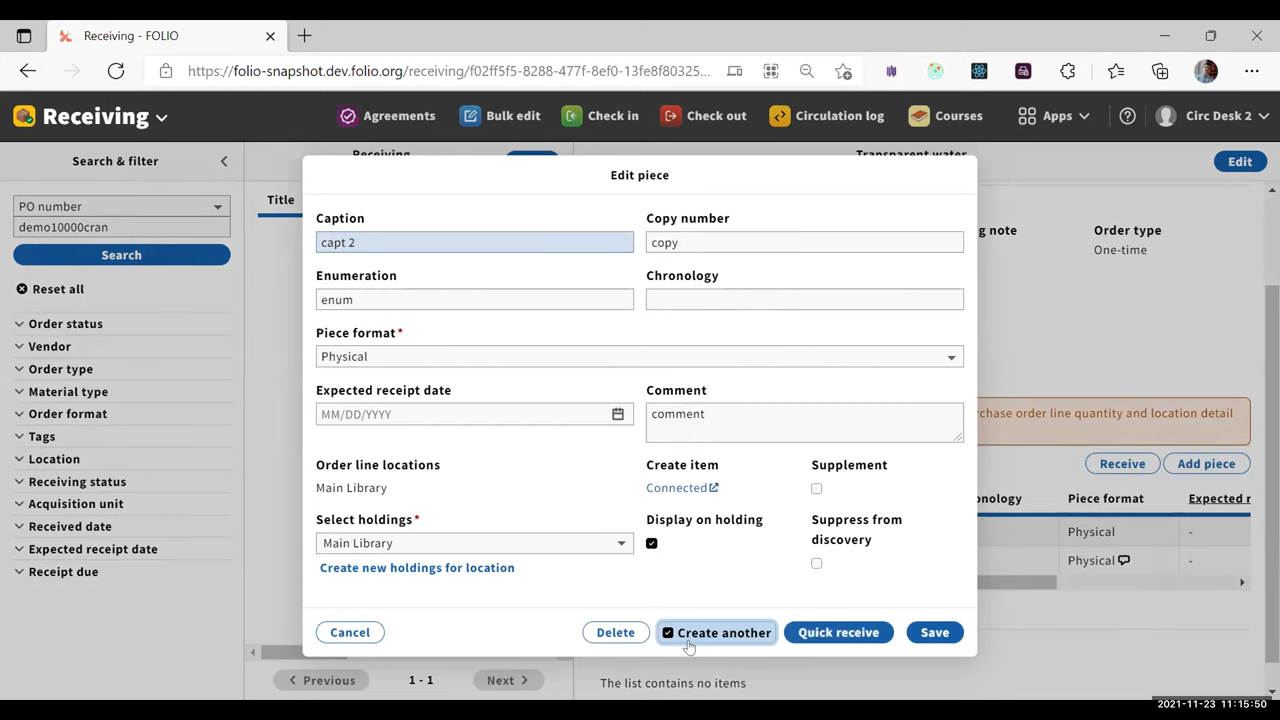 Receiving - FOLIO
https://folio-snapshot.dev.folio.org/receiving/f02ff5f5-8288-477f-8ef0-13fe8f80325...
Receiving
Agreements
Bulk edit
Check in
Check out
Circulation log
Courses
Apps
Circ Desk 2
Search & filter
Receiving
Transparent water
Edit
PO number
demo10000cran
Search
Reset all
Order status
Vendor
Order type
Material type
Order format
Tags
Location
Receiving status
Acquisition unit
Received date
Expected receipt date
Receipt due
Title
Previous
1 - 1
Next
Edit piece
Caption
Copy number
capt 2
copy
Enumeration
Chronology
enum
Piece format*
Physical
Expected receipt date
Comment
MM/DD/YYYY
comment
Order line locations
Create item
Supplement
Main Library
Connected
Select holdings*
Display on holding
Suppress from
discovery
Main Library
Create new holdings for location
Cancel
Delete
Create another
Quick receive
Save
g note
Order type
One-time
chase order line quantity and location detail
Receive
Add piece
nology
Piece format
Expected r
Physical
-
Physical
-
The list contains no items
2021-11-23 11:15:50